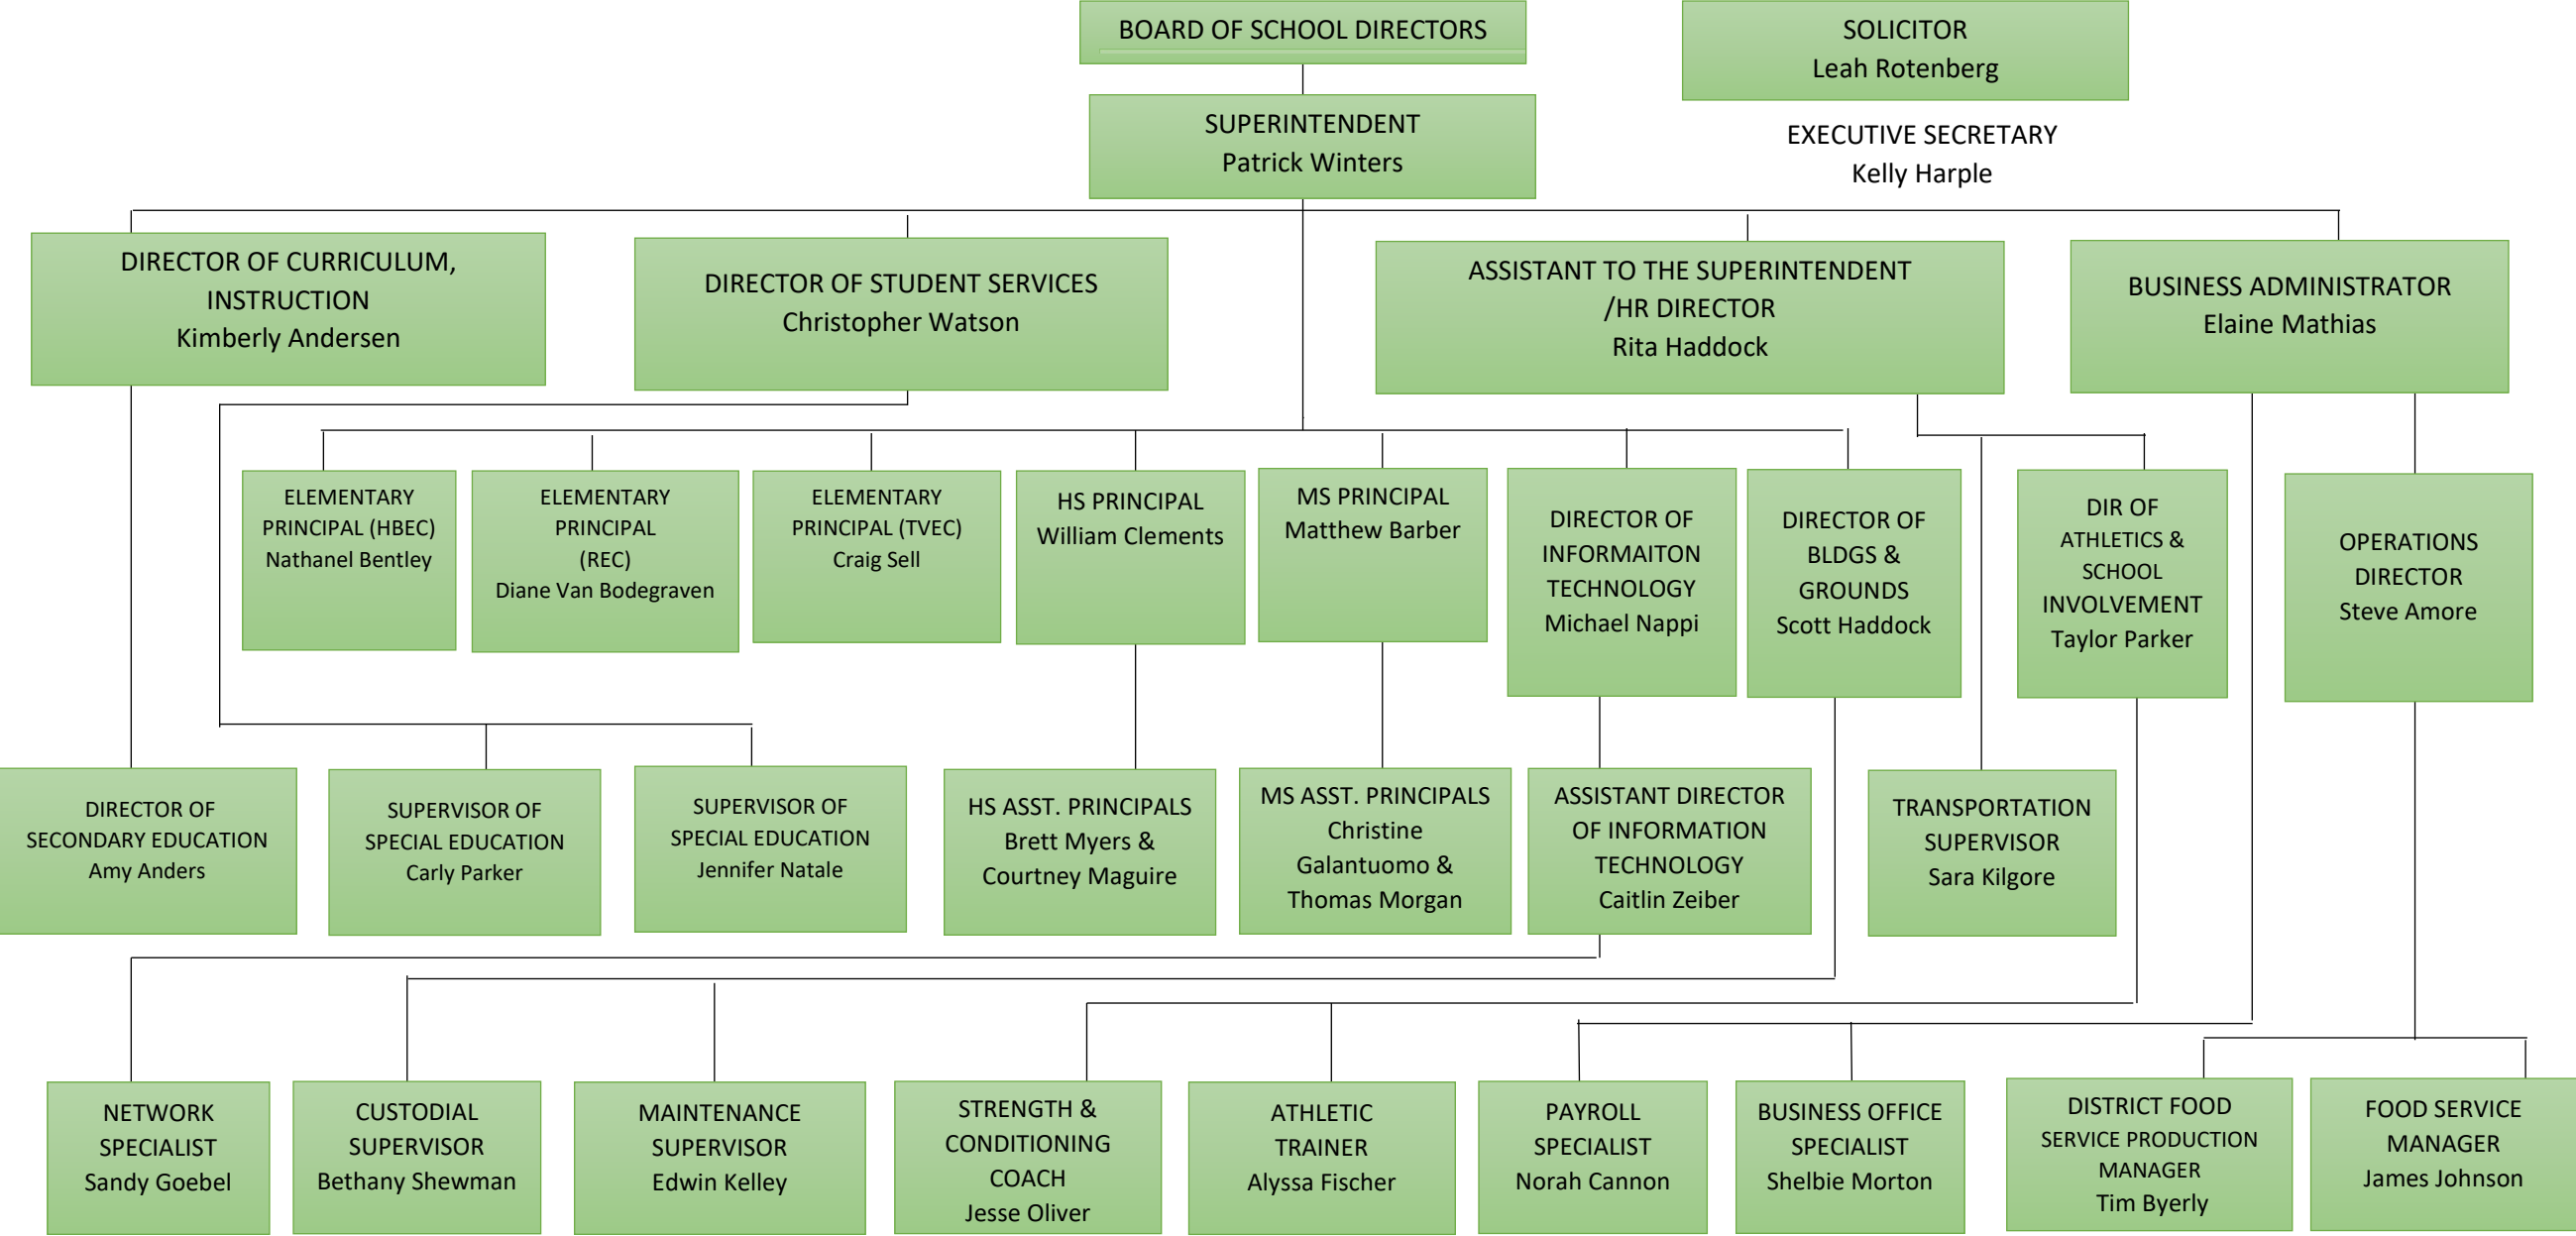 BOARD OF SCHOOL DIRECTORS
SOLICITOR
Leah Rotenberg
SUPERINTENDENT
Patrick Winters
EXECUTIVE SECRETARY
Kelly Harple
DIRECTOR OF CURRICULUM,
INSTRUCTION
Kimberly Andersen
DIRECTOR OF STUDENT SERVICES
Christopher Watson
ASSISTANT TO THE SUPERINTENDENT
/HR DIRECTOR
Rita Haddock
BUSINESS ADMINISTRATOR
Elaine Mathias
ELEMENTARY
PRINCIPAL (HBEC)
Nathanel Bentley
ELEMENTARY
PRINCIPAL
(REC)
Diane Van Bodegraven
ELEMENTARY
PRINCIPAL (TVEC)
Craig Sell
HS PRINCIPAL
William Clements
MS PRINCIPAL
Matthew Barber
DIRECTOR OF
INFORMAITON
TECHNOLOGY
Michael Nappi
DIRECTOR OF
BLDGS &
GROUNDS
Scott Haddock
DIR OF
ATHLETICS &
SCHOOL
INVOLVEMENT
Taylor Parker
OPERATIONS
DIRECTOR
Steve Amore
DIRECTOR OF
SECONDARY EDUCATION
Amy Anders
SUPERVISOR OF
SPECIAL EDUCATION
Carly Parker
SUPERVISOR OF
SPECIAL EDUCATION
Jennifer Natale
HS ASST. PRINCIPALS
Brett Myers &
Courtney Maguire
MS ASST. PRINCIPALS
Christine
Galantuomo &
Thomas Morgan
ASSISTANT DIRECTOR
OF INFORMATION
TECHNOLOGY
Caitlin Zeiber
TRANSPORTATION
SUPERVISOR
Sara Kilgore
NETWORK
SPECIALIST
Sandy Goebel
CUSTODIAL
SUPERVISOR
Bethany Shewman
MAINTENANCE
SUPERVISOR
Edwin Kelley
STRENGTH &
CONDITIONING
COACH
Jesse Oliver
ATHLETIC
TRAINER
Alyssa Fischer
PAYROLL
SPECIALIST
Norah Cannon
BUSINESS OFFICE
SPECIALIST
Shelbie Morton
DISTRICT FOOD
SERVICE PRODUCTION
MANAGER
Tim Byerly
FOOD SERVICE
MANAGER
James Johnson